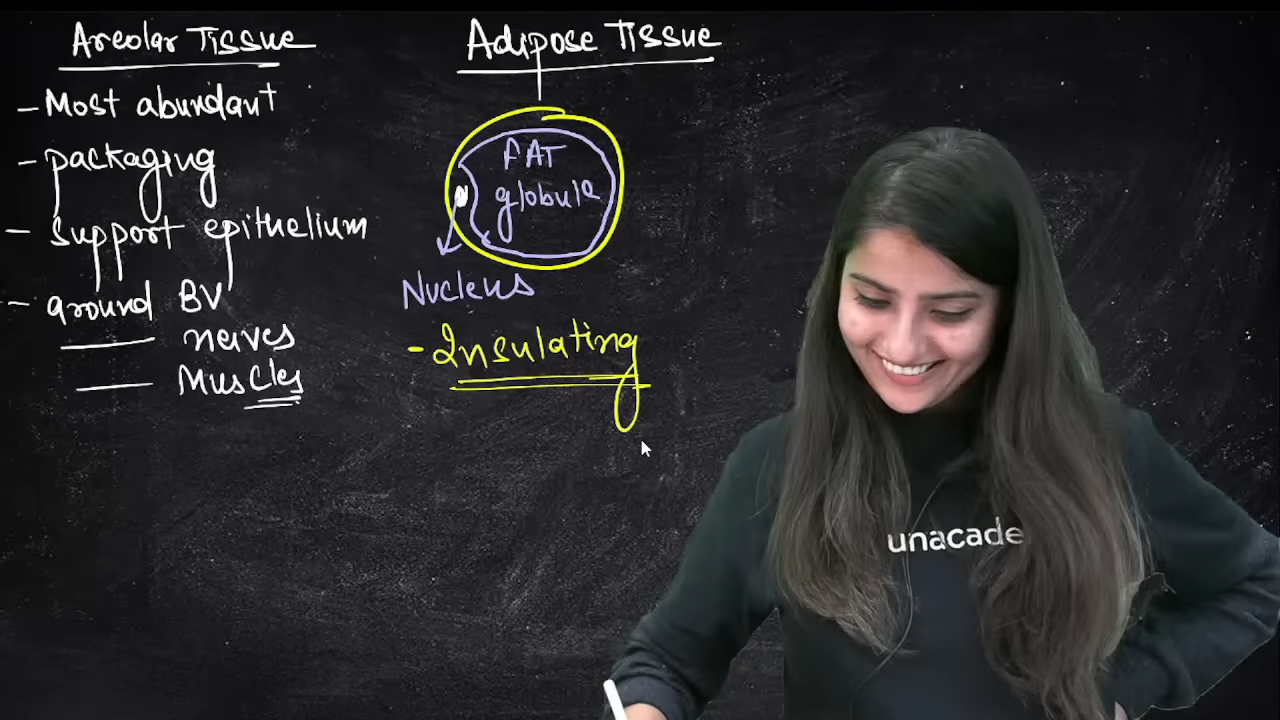 Areolar Tissue
- Most abundant
- packaging
- support epithelium
- around BV
nerves
Muscles
Adipose Tissue
FAT
globule
Nucleus
- Insulating
unacade